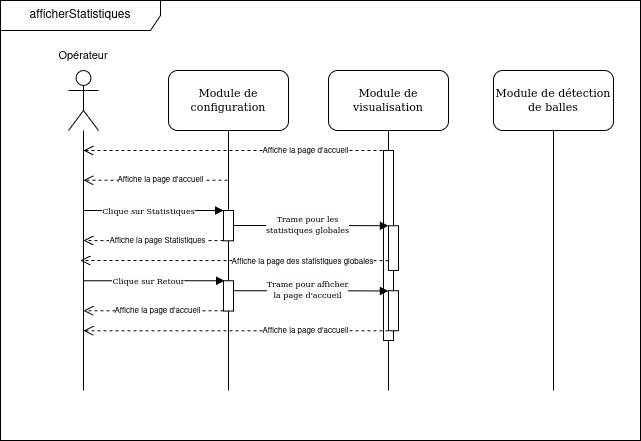 afficherStatistiques
Opérateur
Module de
configuration
Module de
visualisation
Module de détection
de balles
Affiche la page d'accueil
Affiche la page d'accueil
Clique sur Statistiques
Trame pour les
statistiques globales
Affiche la page Statistiques
Affiche la page des statistiques globales
Clique sur Retour
Trame pour afficher
la page d'accueil
Affiche la page d'accueil
Affiche la page d'accueil